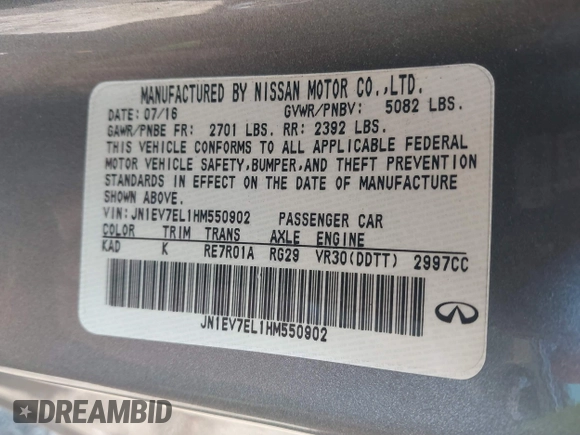 MANUFACTURED BY NISSAN MOTOR CO.,LTD.
DATE: 07/16 GVWR/PNBV: 5082 LBS.
GAWR/PNBE FR: 2701 LBS. RR: 2392 LBS.
THIS VEHICLE CONFORMS TO ALL APPLICABLE FEDERAL
MOTOR VEHICLE SAFETY,BUMPER,AND THEFT PREVENTION
STANDARDS IN EFFECT ON THE DATE OF MANUFACTURE
SHOWN ABOVE.
VIN: JN1EV7EL1HM550902 PASSENGER CAR
COLOR TRIM TRANS AXLE ENGINE
KAD K RE7R01A RG29 VR30(DDTT) 2997CC
JN1EV7EL1HM550902
DREAMBID